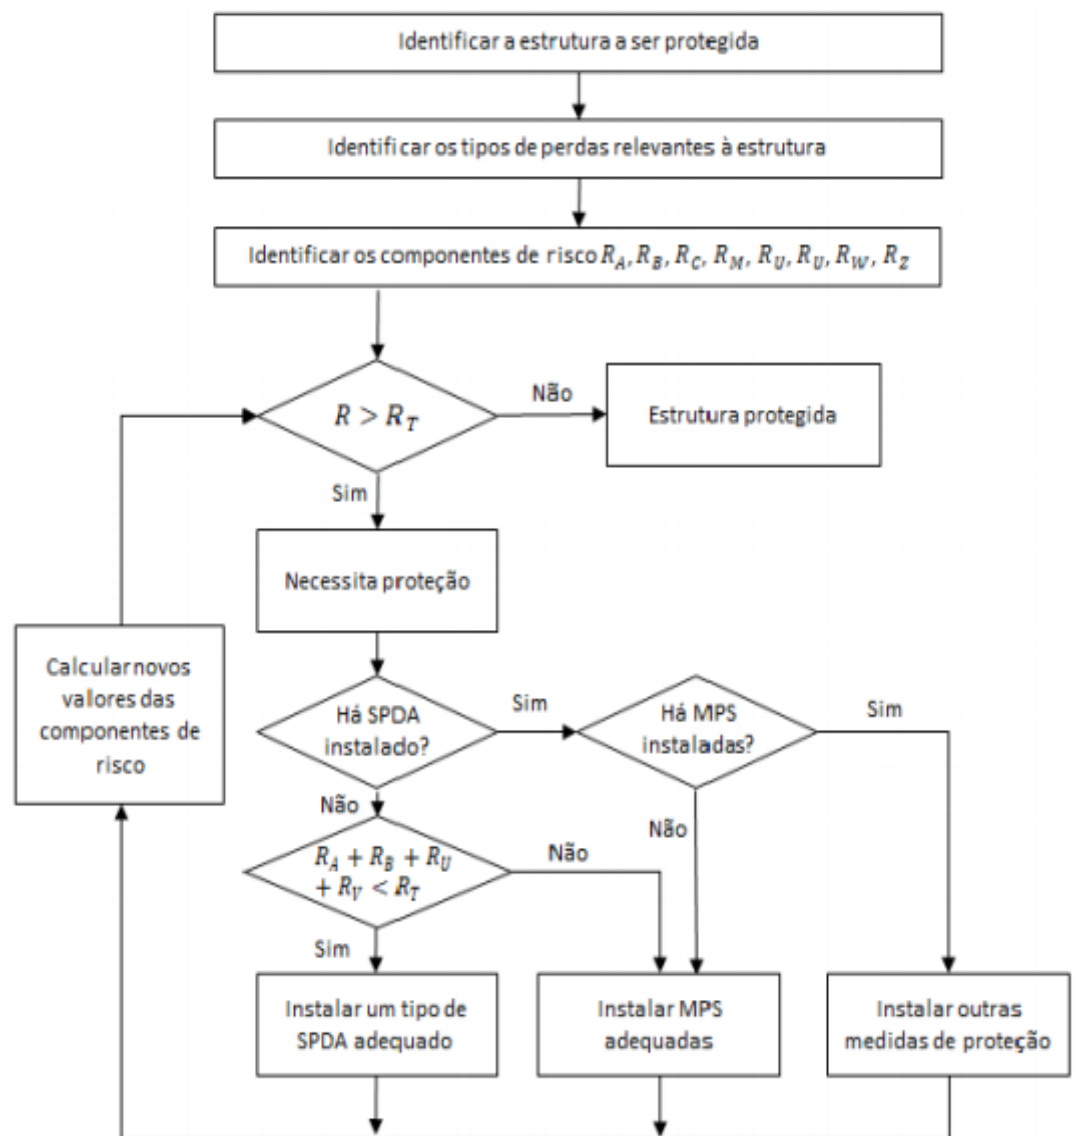 Identificar a estrutura a ser protegida
Identificar os tipos de perdas relevantes à estrutura
Identificar os componentes de risco R_A, R_B, R_C, R_M, R_U, R_U, R_W, R_Z
R > R_T
Não
Estrutura protegida
Sim
Necessita proteção
Calcular novos
valores das
componentes de
risco
Há SPDA
instalado?
Sim
Há MPS
instaladas?
Sim
Não
Não
R_A + R_B + R_U
+ R_V < R_T
Não
Sim
Instalar um tipo de
SPDA adequado
Instalar MPS
adequadas
Instalar outras
medidas de proteção